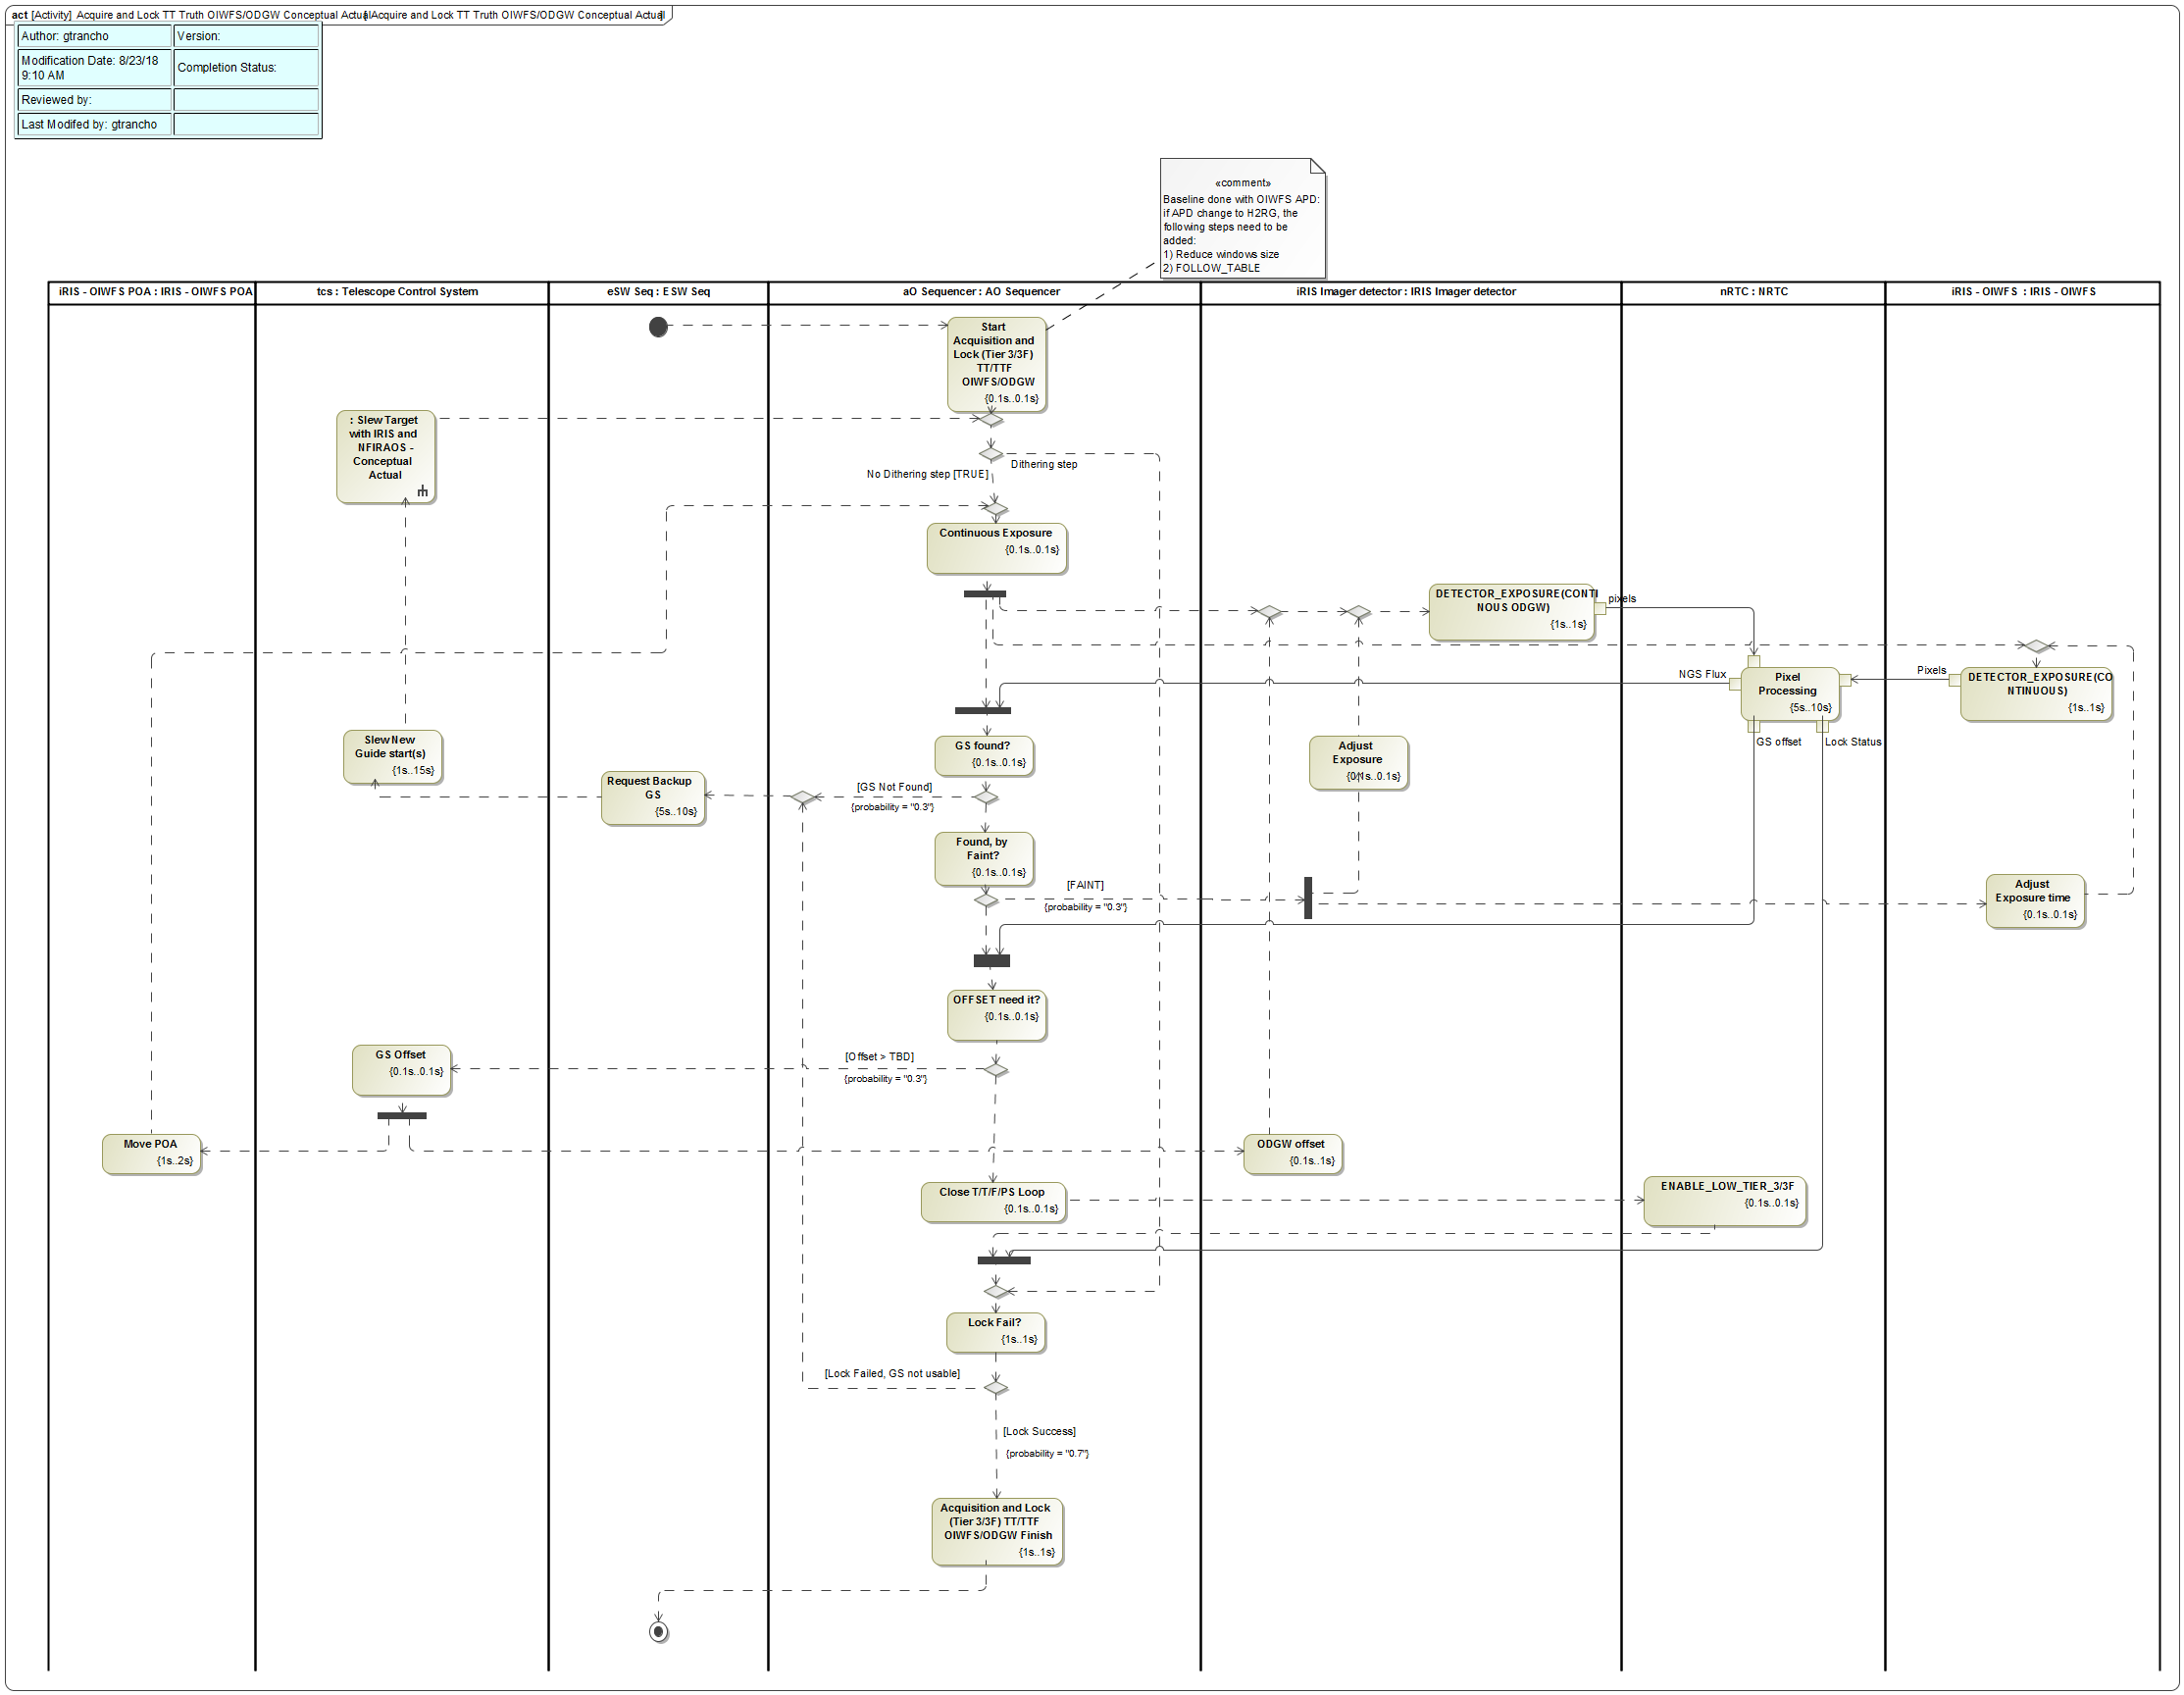 act [Activity] Acquire and Lock TT Truth OIWFS/ODGW Conceptual Actual[ Acquire and Lock TT Truth OIWFS/ODGW Conceptual Actual]
Author: gtrancho
Version:
Modification Date: 8/23/18
9:10 AM
Completion Status:
Reviewed by:
Last Modifed by: gtrancho
«comment»
Baseline done with OIWFS APD:
if APD change to H2RG, the
following steps need to be
added:
1) Reduce windows size
2) FOLLOW_TABLE
iRIS - OIWFS POA : IRIS - OIWFS POA
tcs : Telescope Control System
eSW Seq : ESW Seq
aO Sequencer : AO Sequencer
iRIS Imager detector : IRIS Imager detector
nRTC : NRTC
iRIS - OIWFS : IRIS - OIWFS
Start
Acquisition and
Lock (Tier 3/3F)
TT/TTF
OIWFS/ODGW
{0.1s..0.1s}
: Slew Target
with IRIS and
NFIRAOS -
Conceptual
Actual
Dithering step
No Dithering step [TRUE]
Continuous Exposure
{0.1s..0.1s}
DETECTOR_EXPOSURE(CONTI
NOUS ODGW)
{1s..1s}
pixels
NGS Flux
Pixel
Processing
{5s..10s}
Pixels
DETECTOR_EXPOSURE(CO
NTINUOUS)
{1s..1s}
GS offset
Lock Status
Slew New
Guide start(s)
{1s..15s}
GS found?
{0.1s..0.1s}
Adjust
Exposure
{0.1s..0.1s}
Request Backup
GS
{5s..10s}
[GS Not Found]
{probability = "0.3"}
Found, by
Faint?
{0.1s..0.1s}
[FAINT]
{probability = "0.3"}
Adjust
Exposure time
{0.1s..0.1s}
OFFSET need it?
{0.1s..0.1s}
GS Offset
{0.1s..0.1s}
[Offset > TBD]
{probability = "0.3"}
Move POA
{1s..2s}
ODGW offset
{0.1s..1s}
Close T/T/F/PS Loop
{0.1s..0.1s}
ENABLE_LOW_TIER_3/3F
{0.1s..0.1s}
Lock Fail?
{1s..1s}
[Lock Failed, GS not usable]
[Lock Success]
{probability = "0.7"}
Acquisition and Lock
(Tier 3/3F) TT/TTF
OIWFS/ODGW Finish
{1s..1s}